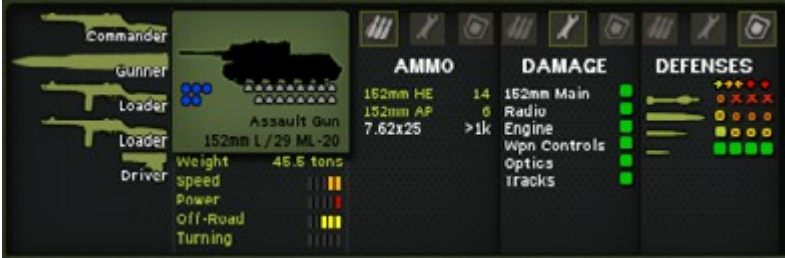 Commander
Gunner
Loader
Loader
Driver
Assault Gun
152mm L/29 ML-20
Weight 45.5 tons
Speed
Power
Off-Road
Turning
AMMO
152mm HE 14
152mm AP 6
7.62x25 >1k
DAMAGE
152mm Main
Radio
Engine
Wpn Controls
Optics
Tracks
DEFENSES